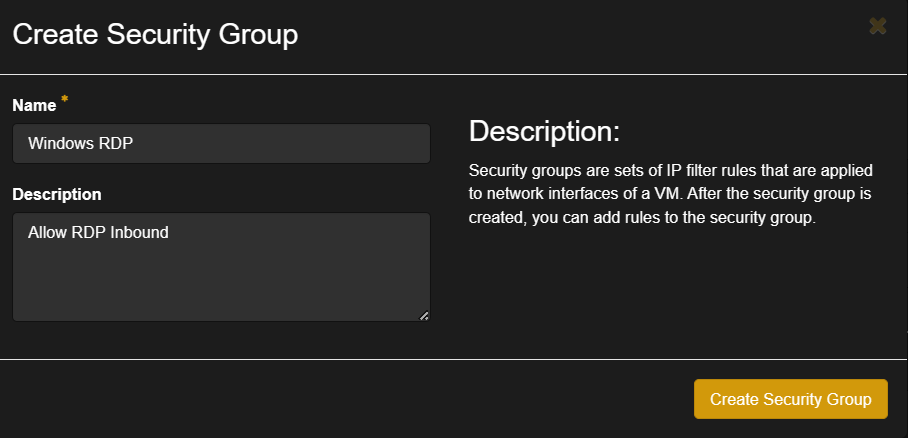 Create Security Group
Name *
Windows RDP
Description
Allow RDP Inbound
Description:
Security groups are sets of IP filter rules that are applied
to network interfaces of a VM. After the security group is
created, you can add rules to the security group.
Create Security Group